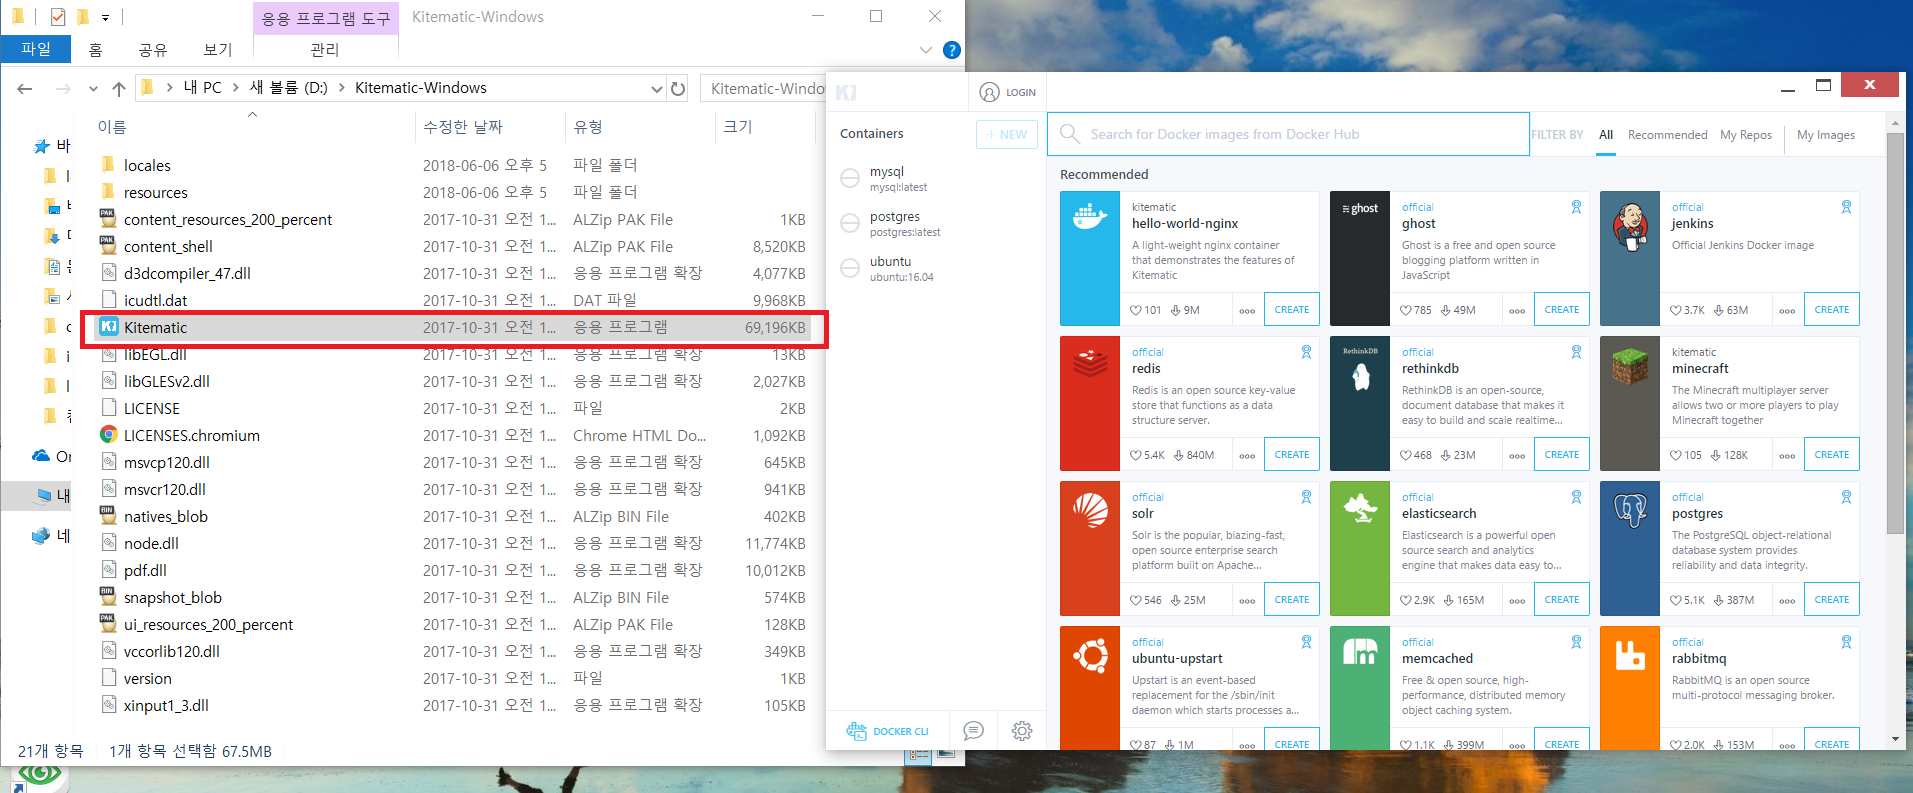 응용 프로그램 도구
Kitematic-Windows
파일
홈
공유
보기
관리
내 PC
새 볼륨 (D:)
Kitematic-Windows
Kitematic-Windo
이름
수정한 날짜
유형
크기
locales 2018-06-06 오후 5 파일 폴더
resources 2018-06-06 오후 5 파일 폴더
content_resources_200_percent 2017-10-31 오전 1... ALZip PAK File 1KB
content_shell 2017-10-31 오전 1... ALZip PAK File 8,520KB
d3dcompiler_47.dll 2017-10-31 오전 1... 응용 프로그램 확장 4,077KB
icudtl.dat 2017-10-31 오전 1... DAT 파일 9,968KB
Kitematic 2017-10-31 오전 1... 응용 프로그램 69,196KB
libEGL.dll 2017-10-31 오전 1... 응용 프로그램 확장 13KB
libGLESv2.dll 2017-10-31 오전 1... 응용 프로그램 확장 2,027KB
LICENSE 2017-10-31 오전 1... 파일 2KB
LICENSES.chromium 2017-10-31 오전 1... Chrome HTML Do... 1,092KB
msvcp120.dll 2017-10-31 오전 1... 응용 프로그램 확장 645KB
msvcr120.dll 2017-10-31 오전 1... 응용 프로그램 확장 941KB
natives_blob 2017-10-31 오전 1... ALZip BIN File 402KB
node.dll 2017-10-31 오전 1... 응용 프로그램 확장 11,774KB
pdf.dll 2017-10-31 오전 1... 응용 프로그램 확장 10,012KB
snapshot_blob 2017-10-31 오전 1... ALZip BIN File 574KB
ui_resources_200_percent 2017-10-31 오전 1... ALZip PAK File 128KB
vccorlib120.dll 2017-10-31 오전 1... 응용 프로그램 확장 349KB
version 2017-10-31 오전 1... 파일 1KB
xinput1_3.dll 2017-10-31 오전 1... 응용 프로그램 확장 105KB
바
내
네
21개 항목 1개 항목 선택함 67.5MB
LOGIN
Containers
+ NEW
mysql
mysql:latest
postgres
postgres:latest
ubuntu
ubuntu:16.04
DOCKER CLI
Search for Docker images from Docker Hub
FILTER BY All Recommended My Repos My Images
Recommended
kitematic
hello-world-nginx
A light-weight nginx container
that demonstrates the features of
Kitematic
101 9M CREATE
ghost
official
ghost
Ghost is a free and open source
blogging platform written in
JavaScript
785 49M CREATE
official
jenkins
Official Jenkins Docker image
3.7K 63M CREATE
official
redis
Redis is an open source key-value
store that functions as a data
structure server.
5.4K 840M CREATE
RethinkDB
official
rethinkdb
RethinkDB is an open-source,
document database that makes it
easy to build and scale realtime...
468 23M CREATE
kitematic
minecraft
The Minecraft multiplayer server
allows two or more players to play
Minecraft together
105 128K CREATE
official
solr
Solr is the popular, blazing-fast,
open source enterprise search
platform built on Apache...
546 25M CREATE
official
elasticsearch
Elasticsearch is a powerful open
source search and analytics
engine that makes data easy to...
2.9K 165M CREATE
official
postgres
The PostgreSQL object-relational
database system provides
reliability and data integrity.
5.1K 387M CREATE
official
ubuntu-upstart
Upstart is an event-based
replacement for the /sbin/init
daemon which starts processes a...
87 1M CREATE
official
memcached
Free & open source, high-
performance, distributed memory
object caching system.
1.1K 399M CREATE
official
rabbitmq
RabbitMQ is an open source
multi-protocol messaging broker.
2.0K 153M CREATE